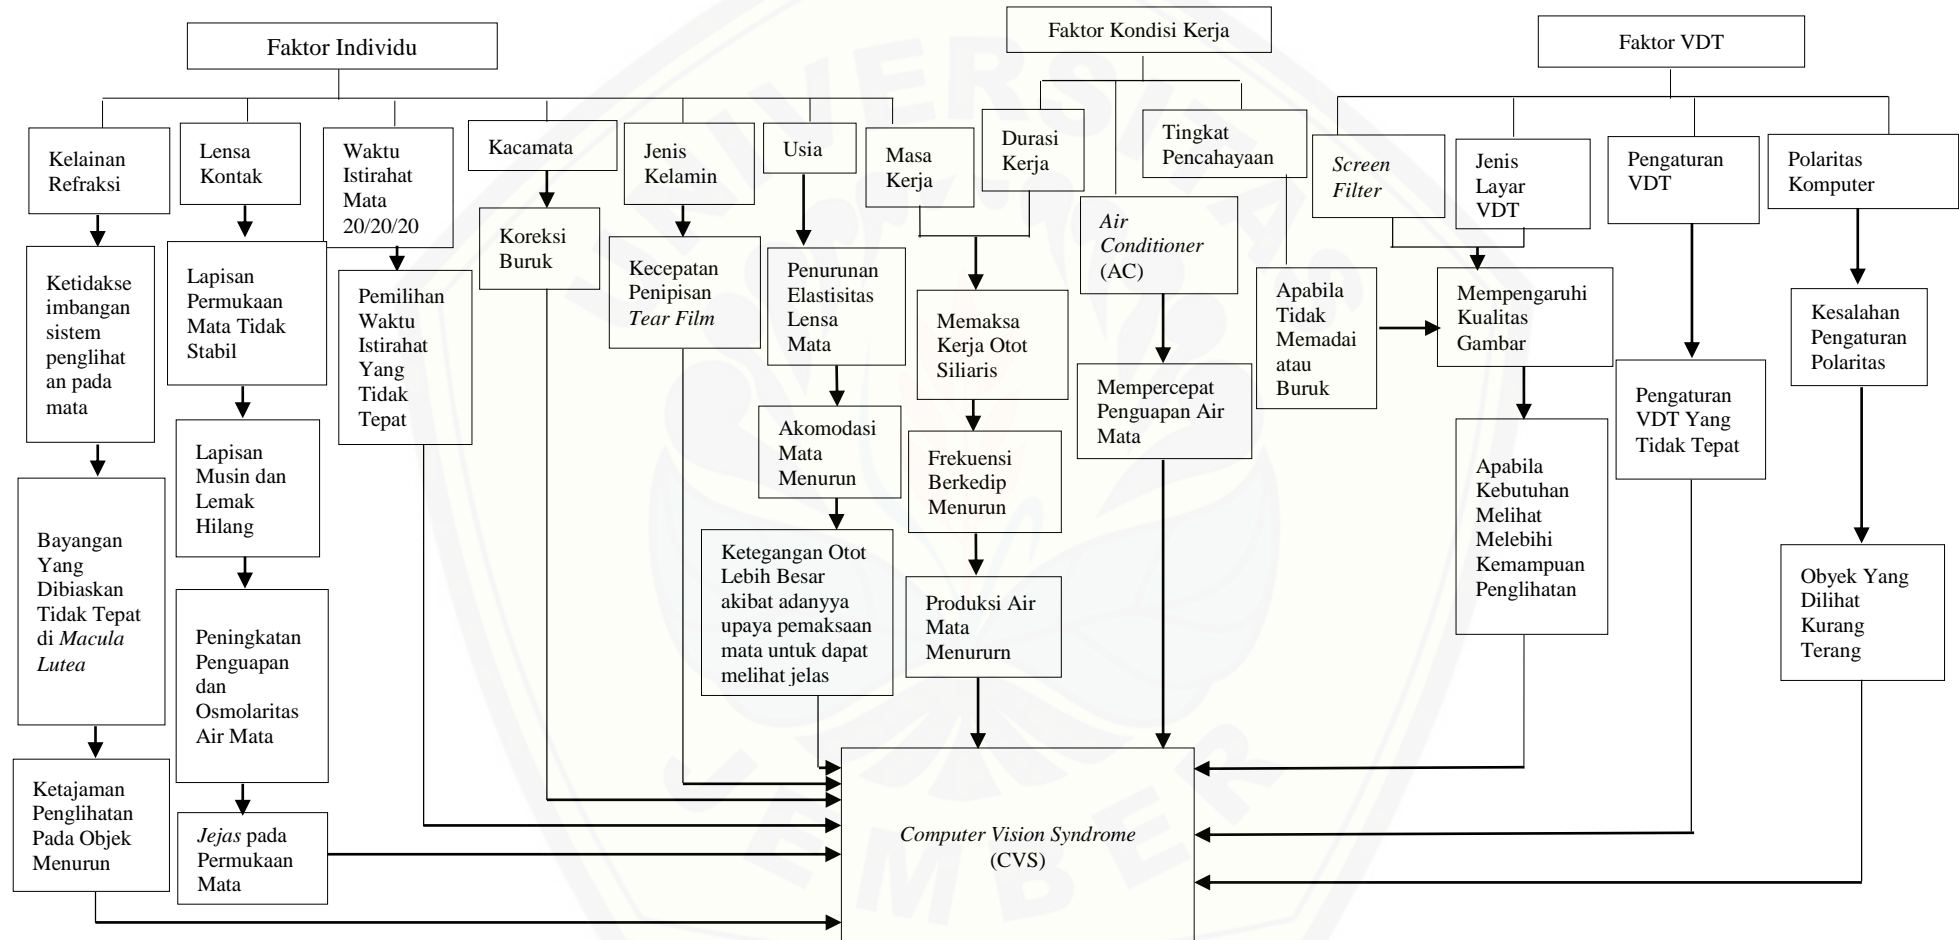 Faktor Individu
Faktor Kondisi Kerja
Faktor VDT
Kelainan
Refraksi
Lensa
Kontak
Waktu
Istirahat
Mata
20/20/20
Kacamata
Jenis
Kelamin
Usia
Masa
Kerja
Durasi
Kerja
Tingkat
Pencahayaan
Screen
Filter
Jenis
Layar
VDT
Pengaturan
VDT
Polaritas
Komputer
Ketidakse
imbangan
sistem
penglihat
an pada
mata
Lapisan
Permukaan
Mata Tidak
Stabil
Pemilihan
Waktu
Istirahat
Yang
Tidak
Tepat
Koreksi
Buruk
Kecepatan
Penipisan
Tear Film
Penurunan
Elastisitas
Lensa
Mata
Memaksa
Kerja Otot
Siliaris
Air
Conditioner
(AC)
Apabila
Tidak
Memadai
atau
Buruk
Mempengaruhi
Kualitas
Gambar
Kesalahan
Pengaturan
Polaritas
Mempercepat
Penguapan Air
Mata
Pengaturan
VDT Yang
Tidak Tepat
Lapisan
Musin dan
Lemak
Hilang
Akomodasi
Mata
Menurun
Frekuensi
Berkedip
Menurun
Apabila
Kebutuhan
Melihat
Melebihi
Kemampuan
Penglihatan
Bayangan
Yang
Dibiaskan
Tidak Tepat
di Macula
Lutea
Ketegangan Otot
Lebih Besar
akibat adanyya
upaya pemaksaan
mata untuk dapat
melihat jelas
Produksi Air
Mata
Menururn
Obyek Yang
Dilihat
Kurang
Terang
Peningkatan
Penguapan
dan
Osmolaritas
Air Mata
Ketajaman
Penglihatan
Pada Objek
Menurun
Jejas pada
Permukaan
Mata
Computer Vision Syndrome
(CVS)
UNIVERSITAS
JEMBER